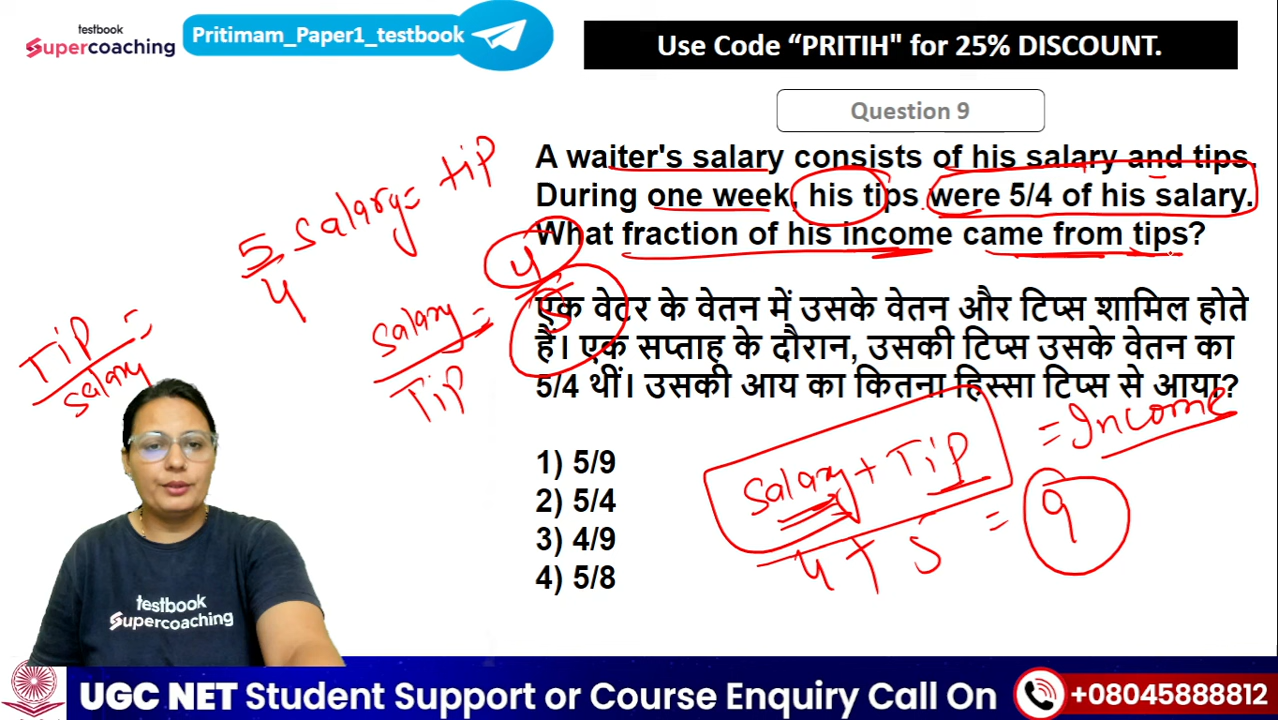 testbook
Supercoaching
Pritimam_Paper1_testbook
Use Code “PRITIH" for 25% DISCOUNT.
Question 9
A waiter's salary consists of his salary and tips.
During one week, his tips were 5/4 of his salary.
What fraction of his income came from tips?
एक वेटर के वेतन में उसके वेतन और टिप्स शामिल होते
हैं। एक सप्ताह के दौरान, उसकी टिप्स उसके वेतन का
5/4 थीं। उसकी आय का कितना हिस्सा टिप्स से आया?
1) 5/9
2) 5/4
3) 4/9
4) 5/8
5/4 Salary = tip
Salary/Tip = 4/5
Tip/Salary =
Salary + Tip = Income
4 + 5 = 9
testbook
Supercoaching
UGC NET Student Support or Course Enquiry Call On +08045888812